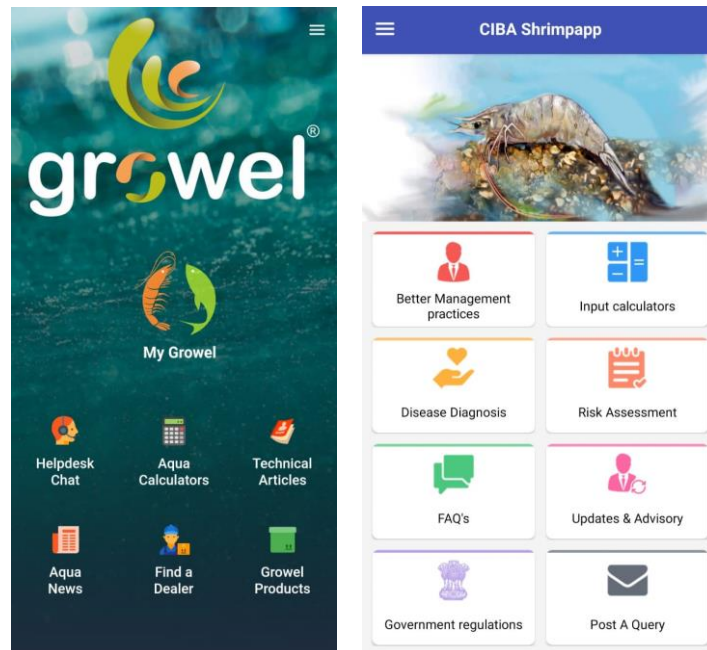 growel®
My Growel
Helpdesk
Chat
Aqua
Calculators
Technical
Articles
Aqua
News
Find a
Dealer
Growel
Products
CIBA Shrimpapp
Better Management
practices
Input calculators
Disease Diagnosis
Risk Assessment
FAQ's
Updates & Advisory
Government regulations
Post A Query